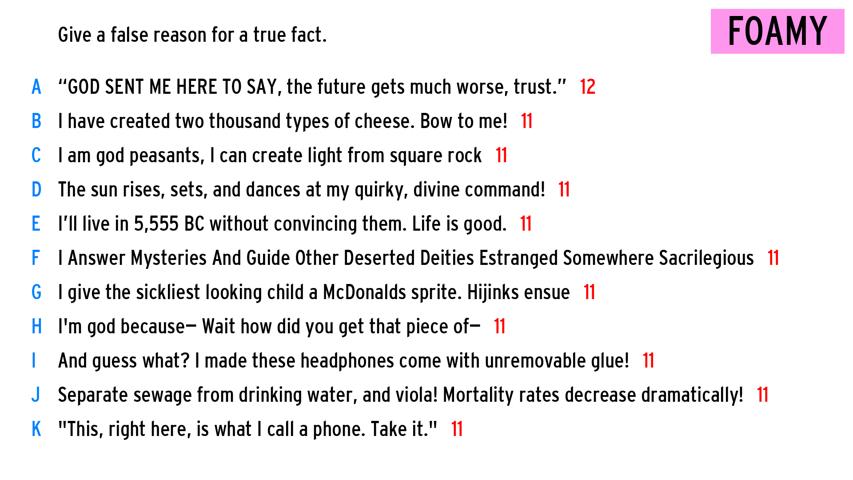 Give a false reason for a true fact.
FOAMY
A “GOD SENT ME HERE TO SAY, the future gets much worse, trust.” 12
B I have created two thousand types of cheese. Bow to me! 11
C I am god peasants, I can create light from square rock 11
D The sun rises, sets, and dances at my quirky, divine command! 11
E I’ll live in 5,555 BC without convincing them. Life is good. 11
F I Answer Mysteries And Guide Other Deserted Deities Estranged Somewhere Sacrilegious 11
G I give the sickliest looking child a McDonalds sprite. Hijinks ensue 11
H I'm god because— Wait how did you get that piece of— 11
I And guess what? I made these headphones come with unremovable glue! 11
J Separate sewage from drinking water, and viola! Mortality rates decrease dramatically! 11
K "This, right here, is what I call a phone. Take it." 11